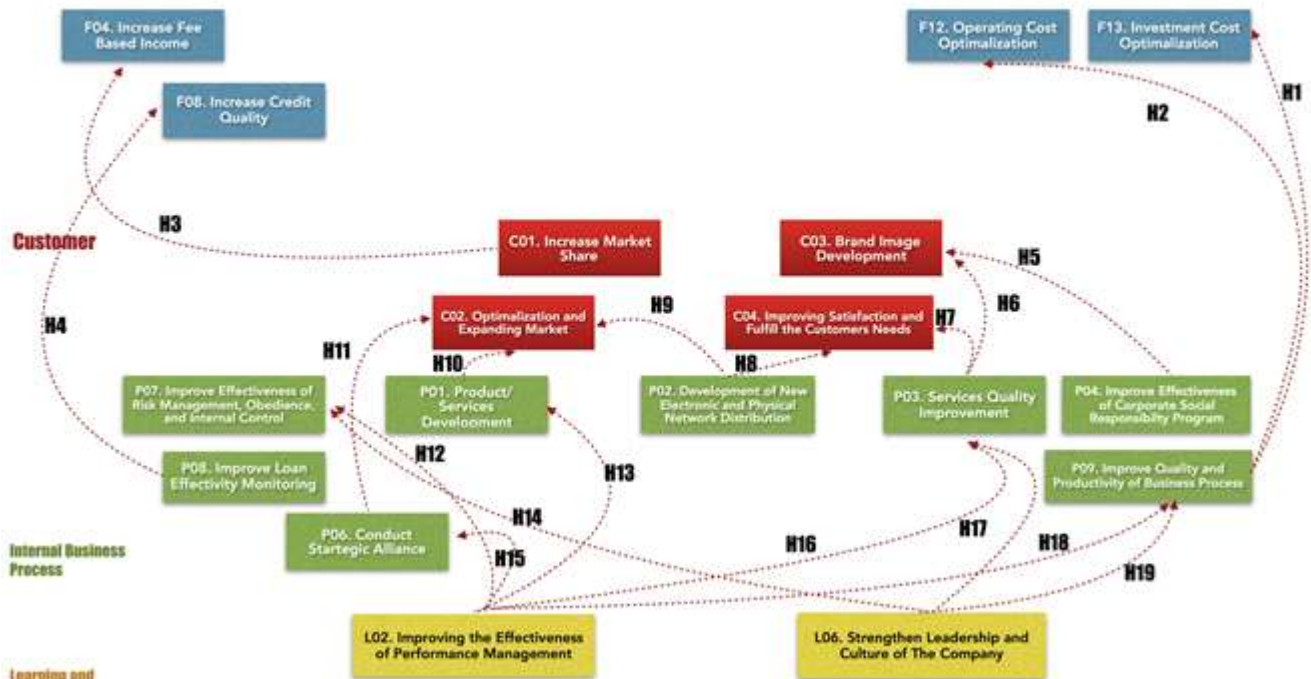 F04. Increase Fee
Based Income
F12. Operating Cost
Optimalization
F13. Investment Cost
Optimalization
F08. Increase Credit
Quality
H1
H2
H3
Customer
C01. Increase Market
Share
C03. Brand Image
Development
H5
H4
H9
H6
C02. Optimalization and
Expanding Market
C04. Improving Satisfaction and
Fulfill the Customers Needs
H7
H11
H10
H8
P07. Improve Effectiveness of
Risk Management, Obedience,
and Internal Control
P01. Product/
Services
Development
P02. Development of New
Electronic and Physical
Network Distribution
P03. Services Quality
Improvement
P04. Improve Effectiveness
of Carporate Social
Responsibilty Program
H12
H13
P08. Improve Loan
Effectivity Monitoring
P09. Improve Quality and
Productivity of Business Process
H14
P06. Conduct
Startegic Alliance
H17
H16
H18
H15
H19
Internal Business
Process
L02. Improving the Effectiveness
of Performance Management
L06. Strengthen Leadership and
Culture of The Company
Learning and